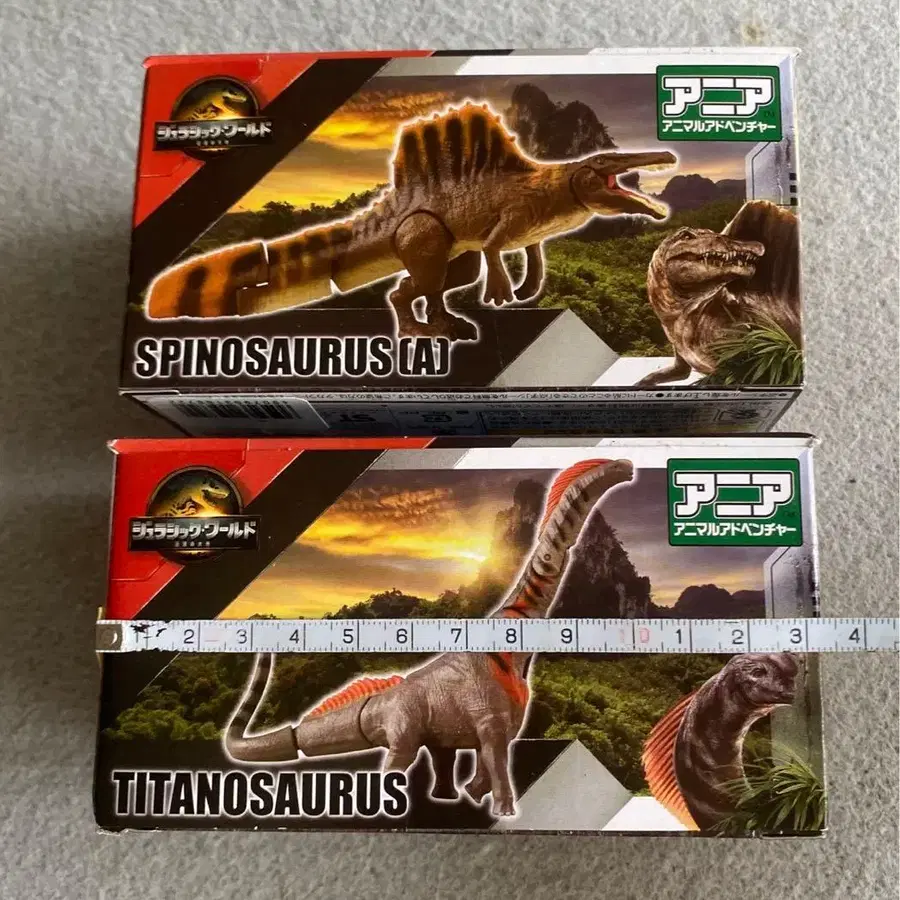 ジュラシック・ワールド
アニア
アニマルアドベンチャー
SPINOSAURUS(A)
ジュラシック・ワールド
アニア
アニマルアドベンチャー
1 2 3 4 5 6 7 8 9 10 1 2 3 4
TITANOSAURUS